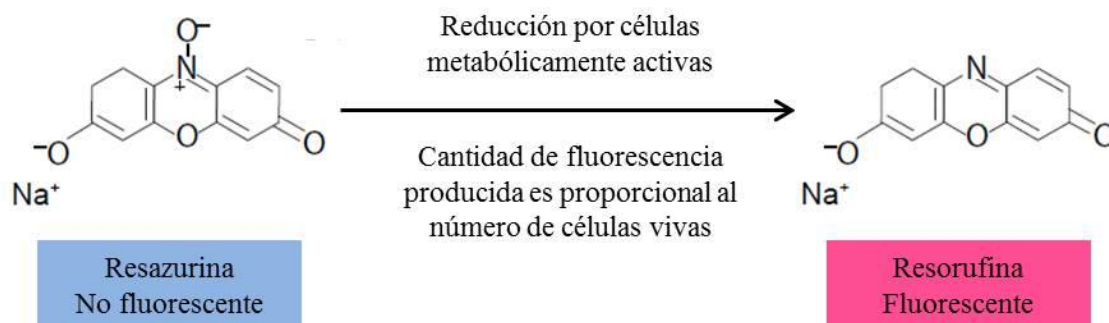 O⁻
N
+
O
⁻O
O
Na⁺
Reducción por células
metabólicamente activas
Cantidad de fluorescencia
producida es proporcional al
número de células vivas
N
O
⁻O
O
Na⁺
Resazurina
No fluorescente
Resorufina
Fluorescente